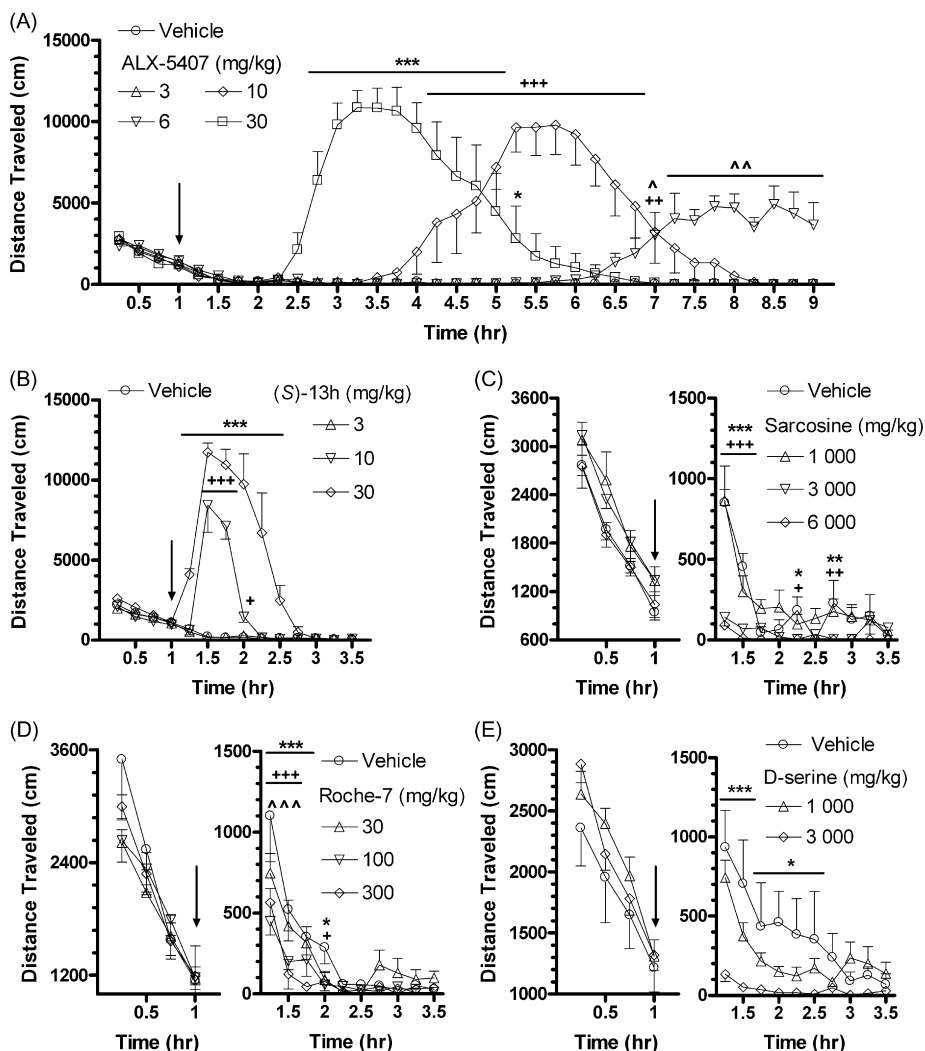 (A)
Vehicle
ALX-5407 (mg/kg)
3 10
6 30
*** +++ * ^ ++ ^^
Distance Traveled (cm)
15000
10000
5000
0
0.5 1 1.5 2 2.5 3 3.5 4 4.5 5 5.5 6 6.5 7 7.5 8 8.5 9
Time (hr)
(B)
Vehicle
(S)-13h (mg/kg)
3
10
30
***
+++
+
Distance Traveled (cm)
15000
10000
5000
0
0.5 1 1.5 2 2.5 3 3.5
Time (hr)
(C)
Distance Traveled (cm)
3600
3000
2400
1800
1200
600
0.5 1
Time (hr)
1500
1000
500
0
***
+++
*
+
**
++
Vehicle
Sarcosine (mg/kg)
1 000
3 000
6 000
1.5 2 2.5 3 3.5
Time (hr)
(D)
Distance Traveled (cm)
3600
2400
1200
0.5 1
Time (hr)
1500
1000
500
0
***
+++
^^^
*
+
Vehicle
Roche-7 (mg/kg)
30
100
300
1.5 2 2.5 3 3.5
Time (hr)
(E)
Distance Traveled (cm)
3000
2500
2000
1500
1000
0.5 1
Time (hr)
1500
1000
500
0
***
*
Vehicle
D-serine (mg/kg)
1 000
3 000
1.5 2 2.5 3 3.5
Time (hr)